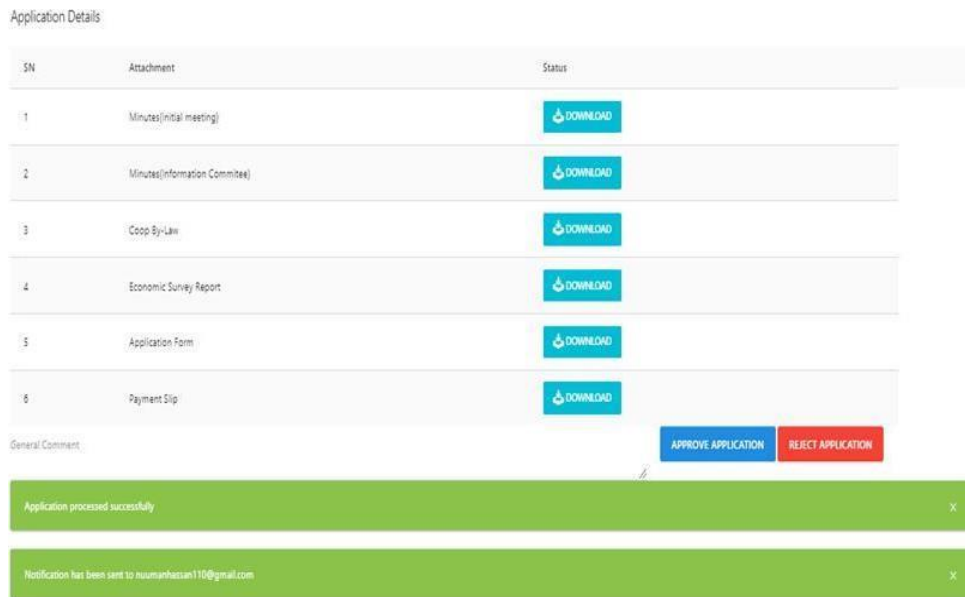 Application Details
SN Attachment Status
1 Minutes(initial meeting) DOWNLOAD
2 Minutes(Information Commitee) DOWNLOAD
3 Coop By-Law DOWNLOAD
4 Economic Survey Report DOWNLOAD
5 Application Form DOWNLOAD
6 Payment Slip DOWNLOAD
General Comment APPROVE APPLICATION REJECT APPLICATION
Application processed successfully X
Notification has been sent to nuumanhassan110@gmail.com X